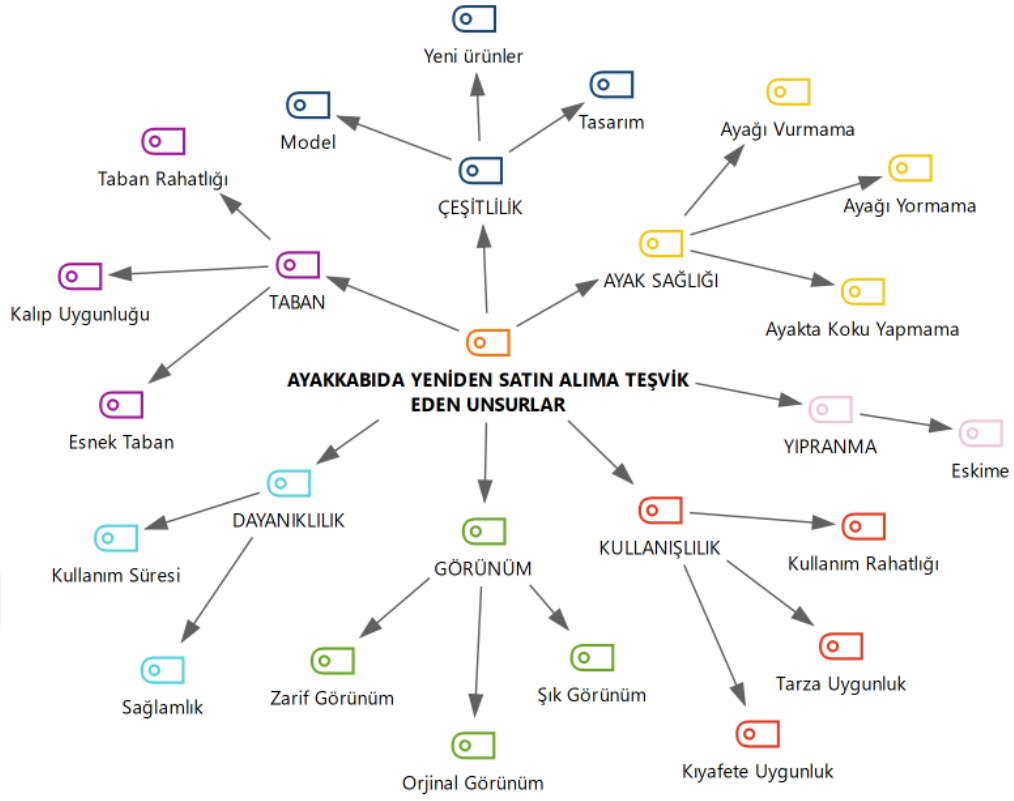 Yeni ürünler
Model
Tasarım
Ayağı Vurmama
Taban Rahatlığı
Ayağı Yormama
ÇEŞİTLİLİK
AYAK SAĞLIĞI
TABAN
Kalıp Uygunluğu
Ayakta Koku Yapmama
AYAKKABIDA YENİDEN SATIN ALIMA TEŞVİK
EDEN UNSURLAR
Esnek Taban
YIPRANMA
Eskime
DAYANIKLILIK
KULLANIŞLILIK
GÖRÜNÜM
Kullanım Rahatlığı
Kullanım Süresi
Tarza Uygunluk
Zarif Görünüm
Şık Görünüm
Sağlamlık
Kıyafete Uygunluk
Orjinal Görünüm